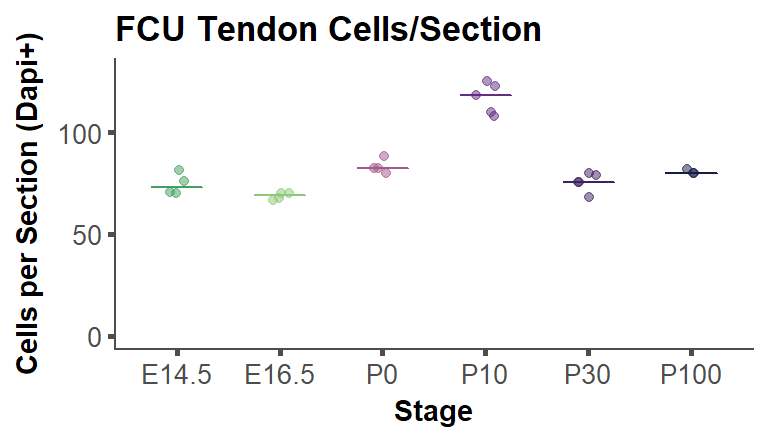 FCU Tendon Cells/Section
Cells per Section (Dapi+)
100
50
0
E14.5 E16.5 P0 P10 P30 P100
Stage